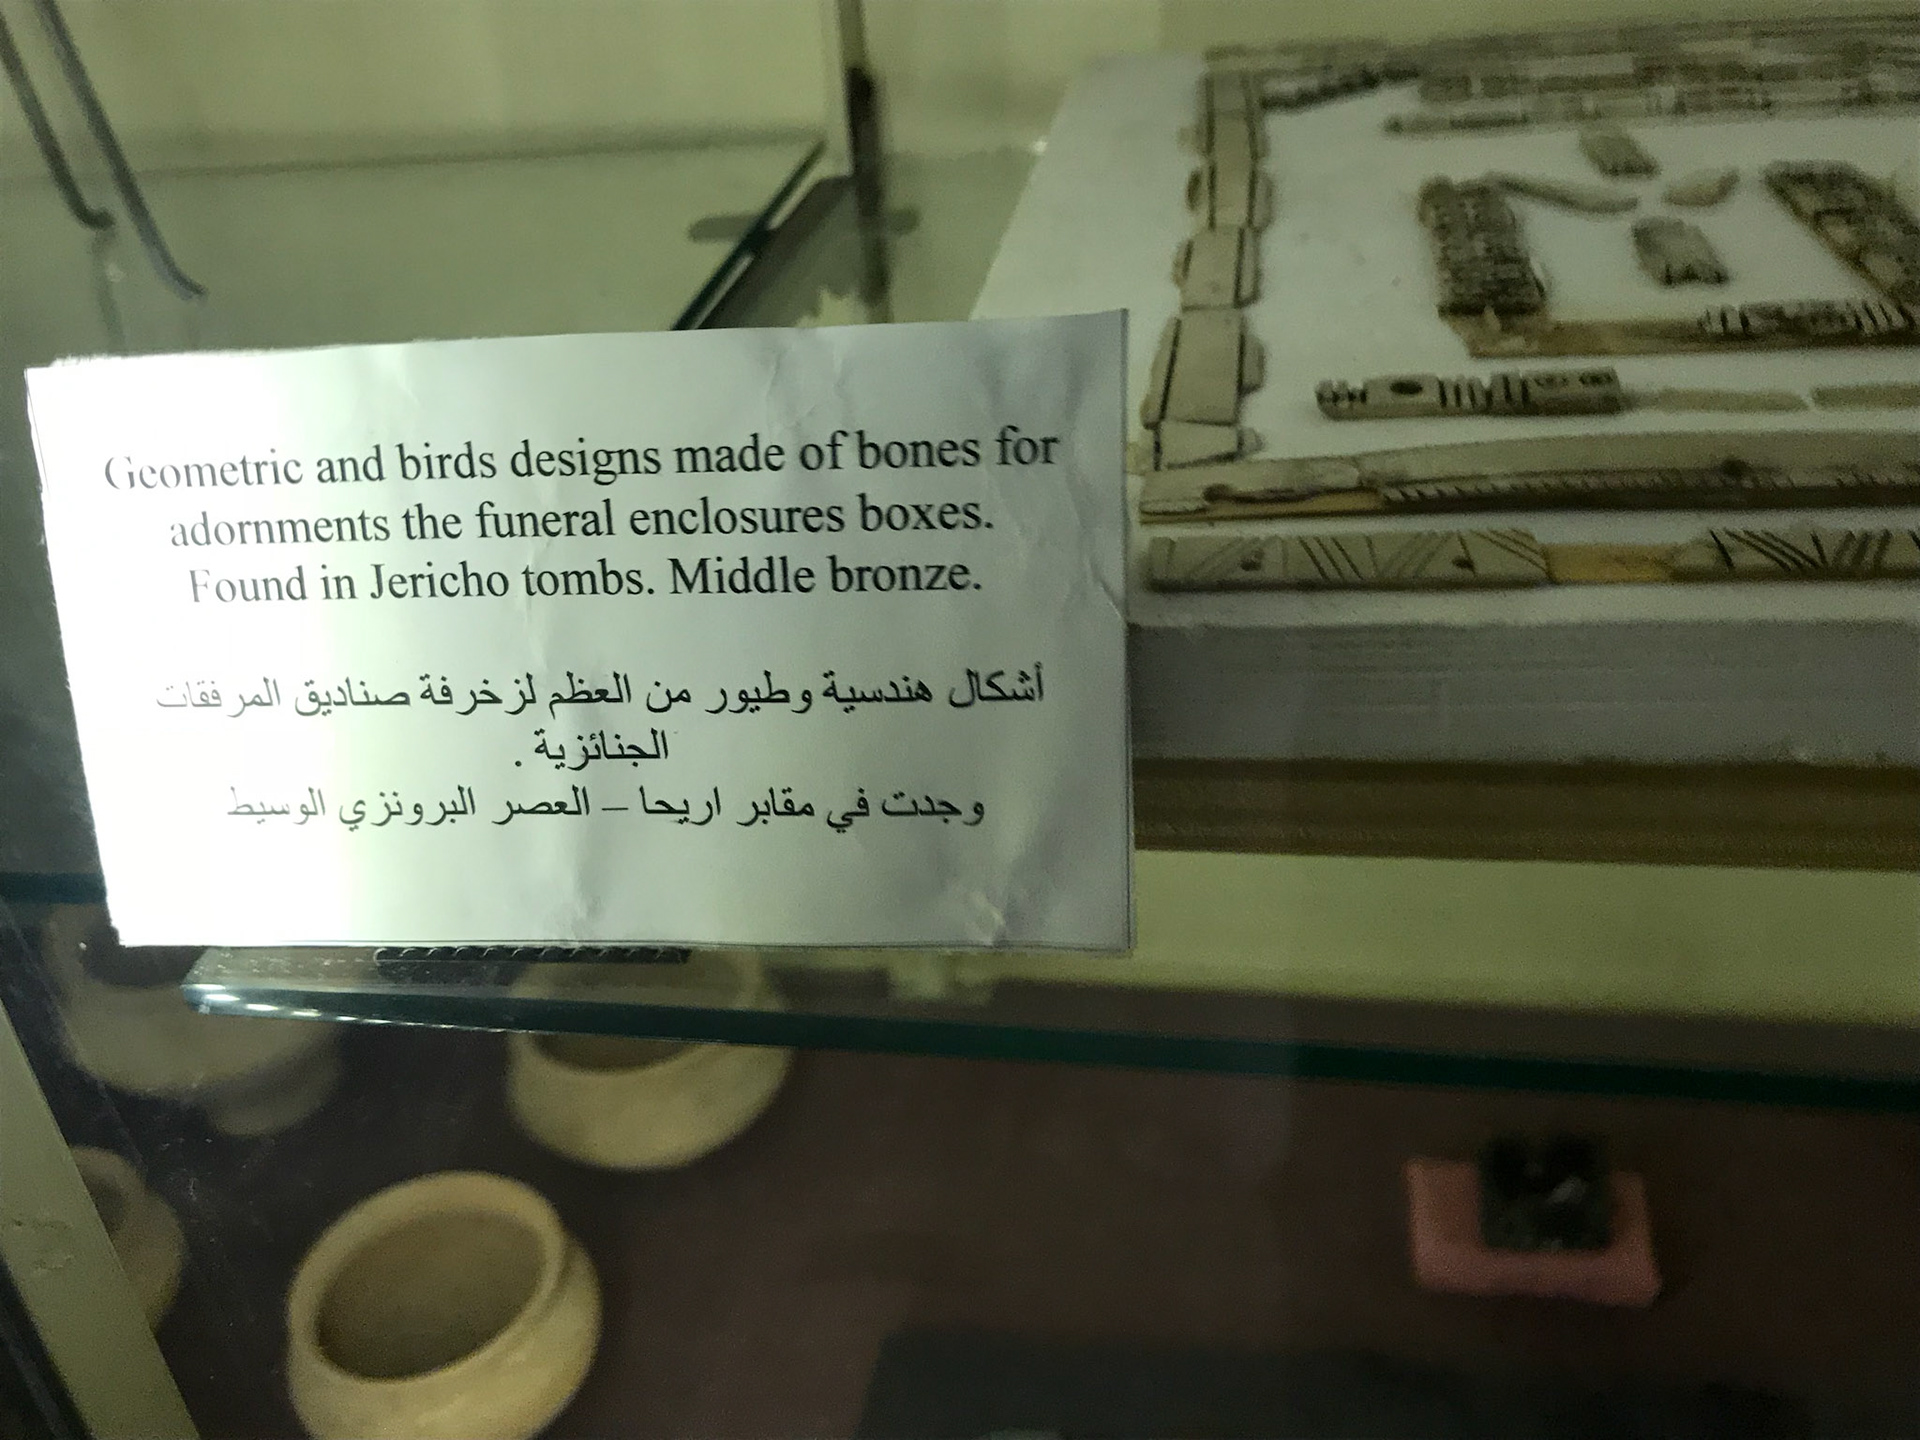 Geometric and birds designs made of bones for
adornments the funeral enclosures boxes.
Found in Jericho tombs. Middle bronze.
أشكال هندسية وطيور من العظم لزخرفة صناديق المرفقات
الجنائزية .
وجدت في مقابر اريحا – العصر البرونزي الوسيط